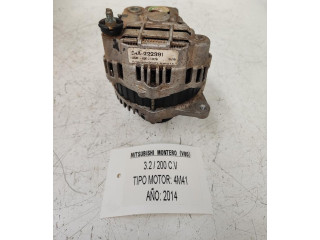 MITSUBISHI MONTERO (V80)
3.2 / 200 C.V
TIPO MOTOR: 4M41
AÑO: 2014